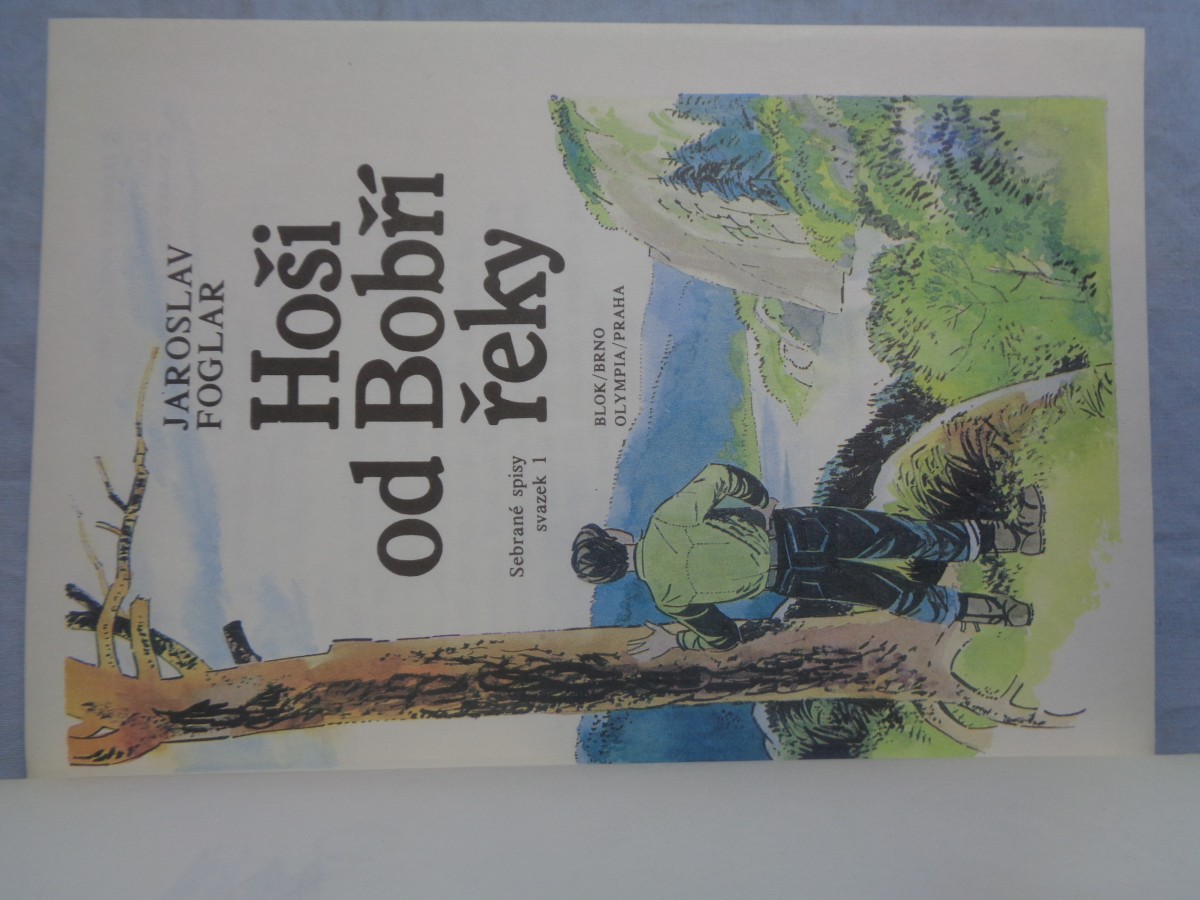 JAROSLAV
FOGLAR
Hoši
od Bobří
řeky
Sebrané spisy
svazek 1
BLOK/BRNO
OLYMPIA/PRAHA